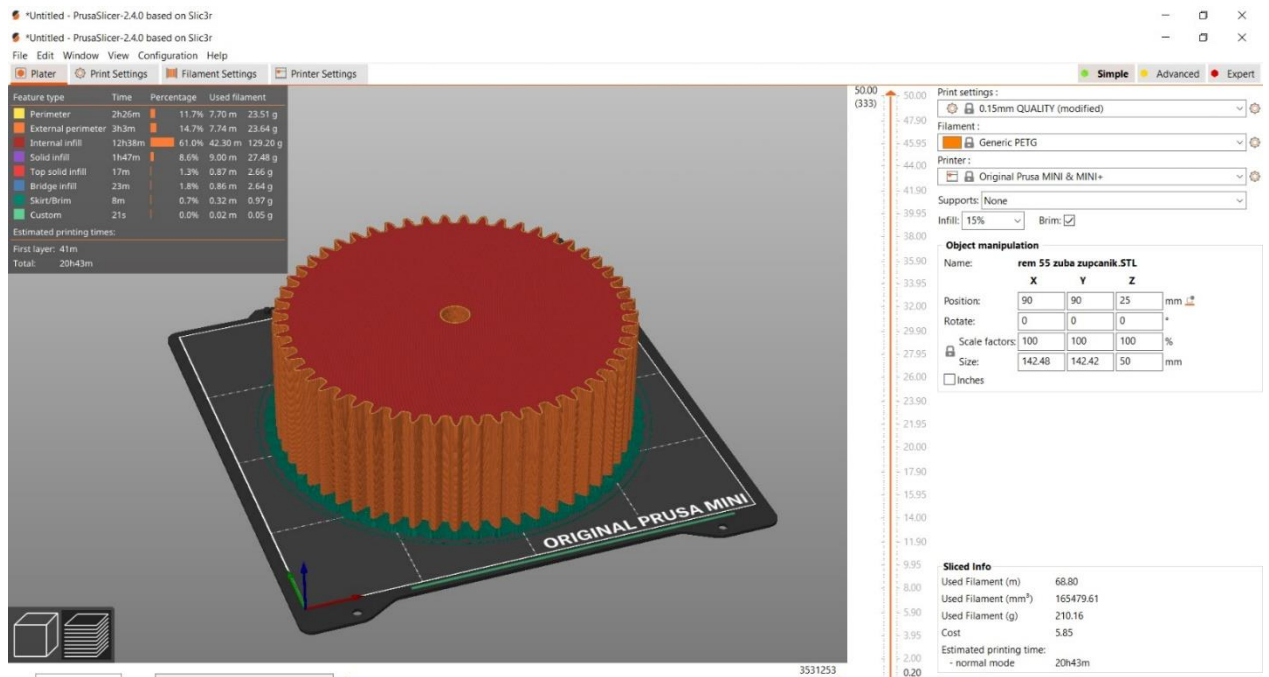 *Untitled - PrusaSlicer-2.4.0 based on Slic3r
*Untitled - PrusaSlicer-2.4.0 based on Slic3r
File Edit Window View Configuration Help
Plater Print Settings Filament Settings Printer Settings Simple Advanced Expert
Feature type Time Percentage Used filament
Perimeter 2h26m 11.7% 7.70 m 23.51 g
External perimeter 3h3m 14.7% 7.74 m 23.64 g
Internal infill 12h38m 61.0% 42.30 m 129.20 g
Solid infill 1h47m 8.6% 9.00 m 27.48 g
Top solid infill 17m 1.3% 0.87 m 2.66 g
Bridge infill 23m 1.8% 0.86 m 2.64 g
Skirt/Brim 8m 0.7% 0.32 m 0.97 g
Custom 21s 0.0% 0.02 m 0.05 g
Estimated printing times:
First layer: 41m
Total: 20h43m
ORIGINAL PRUSA MINI
3531253
50.00
(333)
50.00
47.90
45.95
44.00
41.90
39.95
38.00
35.90
33.95
32.00
29.90
27.95
26.00
23.90
21.95
20.00
17.90
15.95
14.00
11.90
9.95
8.00
5.90
3.95
2.00
0.20
Print settings :
0.15mm QUALITY (modified)
Filament :
Generic PETG
Printer :
Original Prusa MINI & MINI+
Supports: None
Infill: 15% Brim:
Object manipulation
Name: rem 55 zuba zupcanik.STL
X Y Z
Position: 90 90 25 mm
Rotate: 0 0 0 °
Scale factors: 100 100 100 %
Size: 142.48 142.42 50 mm
Inches
Sliced Info
Used Filament (m) 68.80
Used Filament (mm³) 165479.61
Used Filament (g) 210.16
Cost 5.85
Estimated printing time:
- normal mode 20h43m